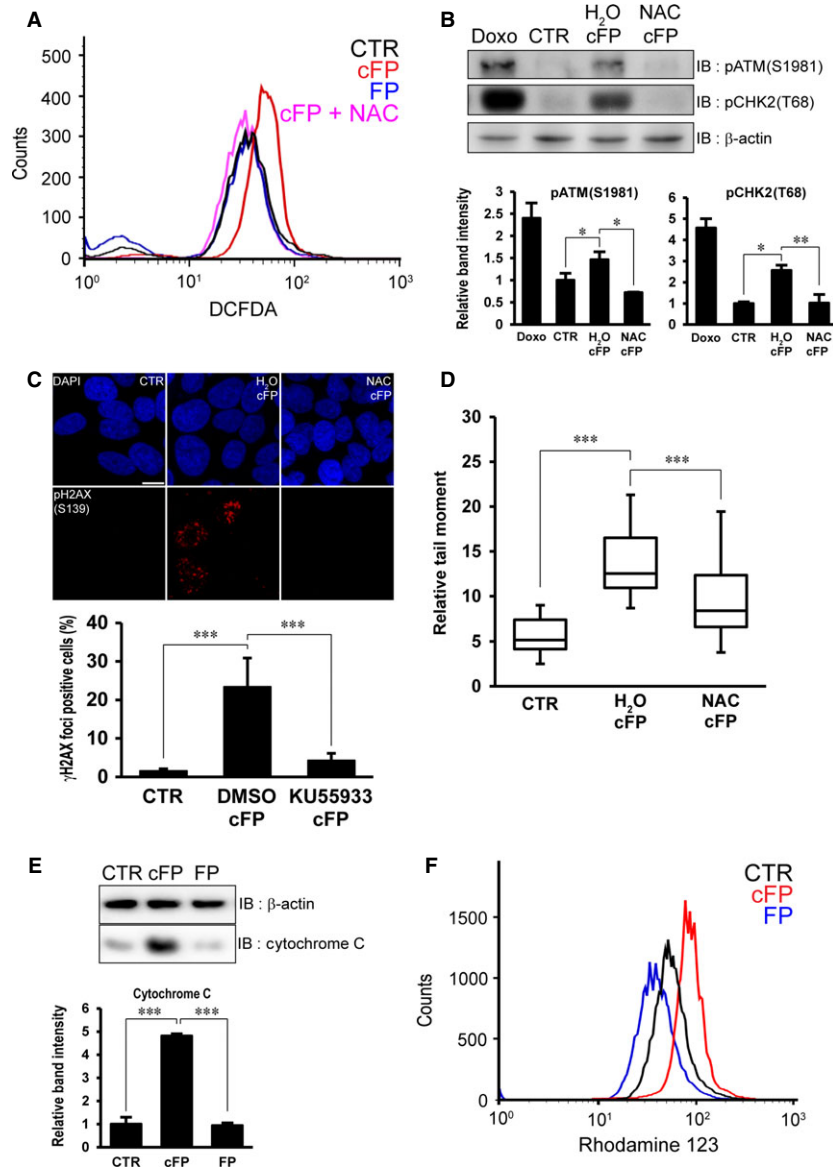 A
CTR
cFP
FP
cFP + NAC
500
400
300
200
100
0
Counts
10⁰ 10¹ 10² 10³
DCFDA
B
Doxo CTR H₂O cFP NAC cFP
IB : pATM(S1981)
IB : pCHK2(T68)
IB : β-actin
pATM(S1981)
Relative band intensity
3
2.5
2
1.5
1
0.5
0
* *
Doxo CTR H₂O cFP NAC cFP
pCHK2(T68)
6
5
4
3
2
1
0
* **
Doxo CTR H₂O cFP NAC cFP
C
DAPI CTR H₂O cFP NAC cFP
pH2AX
(S139)
γH2AX foci positive cells (%)
40
30
20
10
0
*** ***
CTR DMSO cFP KU55933 cFP
D
Relative tail moment
30
25
20
15
10
5
0
*** ***
CTR H₂O cFP NAC cFP
E
CTR cFP FP
IB : β-actin
IB : cytochrome C
Cytochrome C
Relative band intensity
6
5
4
3
2
1
0
*** ***
CTR cFP FP
F
CTR
cFP
FP
1500
1000
500
0
Counts
10⁰ 10¹ 10² 10³
Rhodamine 123